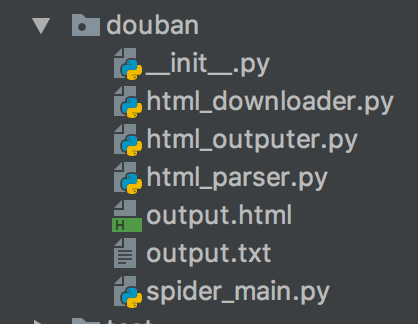 douban
__init__.py
html_downloader.py
html_outputer.py
html_parser.py
H output.html
output.txt
spider_main.py